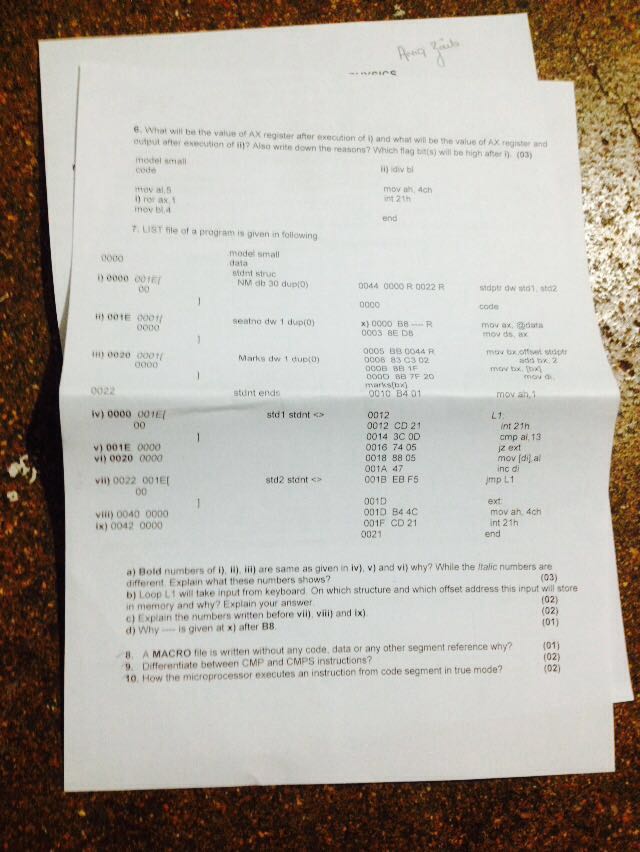 6. What will be the value of AX register after execution of i) and what will be the value of AX register and
output after execution of ii)? Also write down the reasons? Which flag bit(s) will be high after i). (03)
model small
code
ii) idiv bl
mov al,5
mov ah, 4ch
i) ror ax,1
int 21h
mov bl,4
end
7. LIST file of a program is given in following
0000 .model small
.data
stdnt struc
i) 0000 001E[ NM db 30 dup(0) 0044 0000 R 0022 R stdptr dw std1, std2
00
] 0000 code
ii) 001E 0001[ seatno dw 1 dup(0) x) 0000 B8 ---- R mov ax, @data
0000 0003 8E D8 mov ds, ax
]
iii) 0020 0001[ Marks dw 1 dup(0) 0005 BB 0044 R mov bx,offset stdptr
0000 0008 83 C3 02 add bx, 2
000B 8B 1F mov bx, [bx]
] 000D 8B 7F 20 mov di,
marks[bx]
0022 stdnt ends 0010 B4 01 mov ah,1
iv) 0000 001E[ std1 stdnt <> 0012 L1:
00 0012 CD 21 int 21h
] 0014 3C 0D cmp al,13
v) 001E 0000 0016 74 05 jz ext
vi) 0020 0000 0018 88 05 mov [di],al
001A 47 inc di
vii) 0022 001E[ std2 stdnt <> 001B EB F5 jmp L1
00
] 001D ext:
viii) 0040 0000 001D B4 4C mov ah, 4ch
ix) 0042 0000 001F CD 21 int 21h
0021 end
a) Bold numbers of i), ii), iii) are same as given in iv), v) and vi) why? While the Italic numbers are
different. Explain what these numbers shows? (03)
b) Loop L1 will take input from keyboard. On which structure and which offset address this input will store
in memory and why? Explain your answer. (02)
c) Explain the numbers written before vii), viii) and ix). (02)
d) Why ---- is given at x) after B8. (01)
8. A MACRO file is written without any code, data or any other segment reference why? (01)
9. Differentiate between CMP and CMPS instructions? (02)
10. How the microprocessor executes an instruction from code segment in true mode? (02)